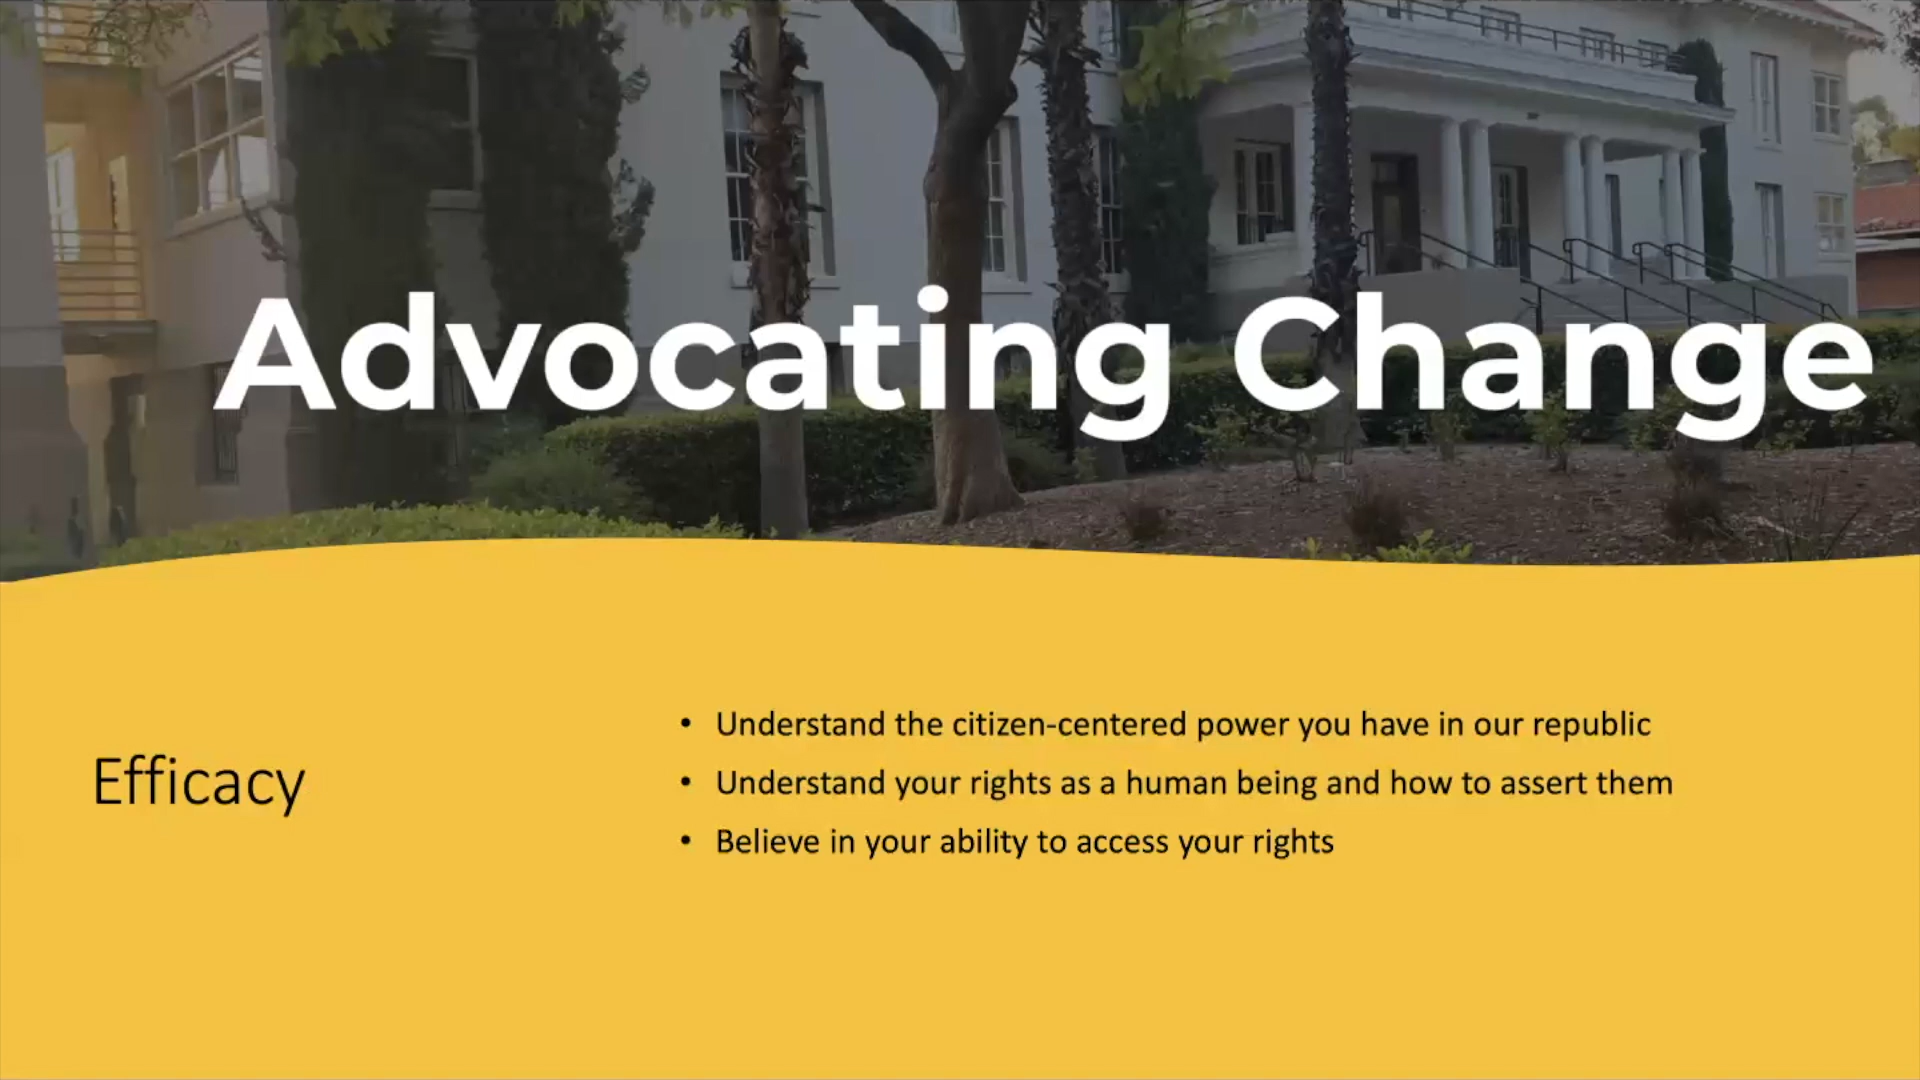 Advocating Change
Efficacy
• Understand the citizen-centered power you have in our republic
• Understand your rights as a human being and how to assert them
• Believe in your ability to access your rights